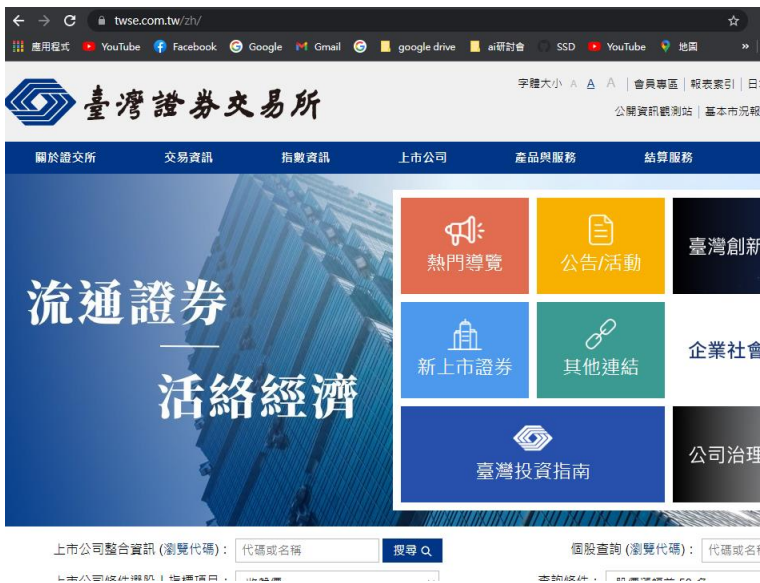 twse.com.tw/zh/
應用程式 YouTube Facebook Google Gmail google drive ai研討會 SSD YouTube 地圖 »
臺灣證券交易所
字體大小 A A A | 會員專區 | 報表索引 |
公開資訊觀測站 | 基本市況報
關於證交所 交易資訊 指數資訊 上市公司 產品與服務 結算服務
流通證券
活絡經濟
熱門導覽 公告/活動 臺灣創新
新上市證券 其他連結 企業社會
臺灣投資指南 公司治理
上市公司整合資訊 (瀏覽代碼)： 代碼或名稱 搜尋 個股查詢 (瀏覽代碼)： 代碼或名稱